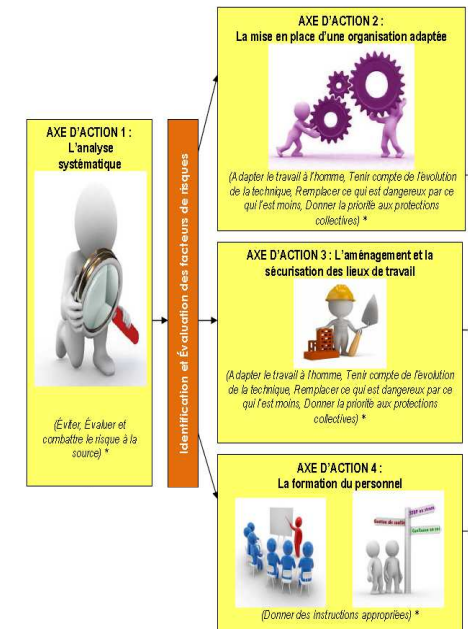 AXE D'ACTION 1 :
L'analyse
systématique
(Éviter, Évaluer et
combattre le risque à la
source) *
Identification et Évaluation des facteurs de risques
AXE D'ACTION 2 :
La mise en place d'une organisation adaptée
(Adapter le travail à l'homme, Tenir compte de l'évolution
de la technique, Remplacer ce qui est dangereux par ce
qui l'est moins, Donner la priorité aux protections
collectives) *
AXE D'ACTION 3 : L'aménagement et la
sécurisation des lieux de travail
(Adapter le travail à l'homme, Tenir compte de l'évolution
de la technique, Remplacer ce qui est dangereux par ce
qui l'est moins, Donner la priorité aux protections
collectives) *
AXE D'ACTION 4 :
La formation du personnel
(Donner des instructions appropriées) *